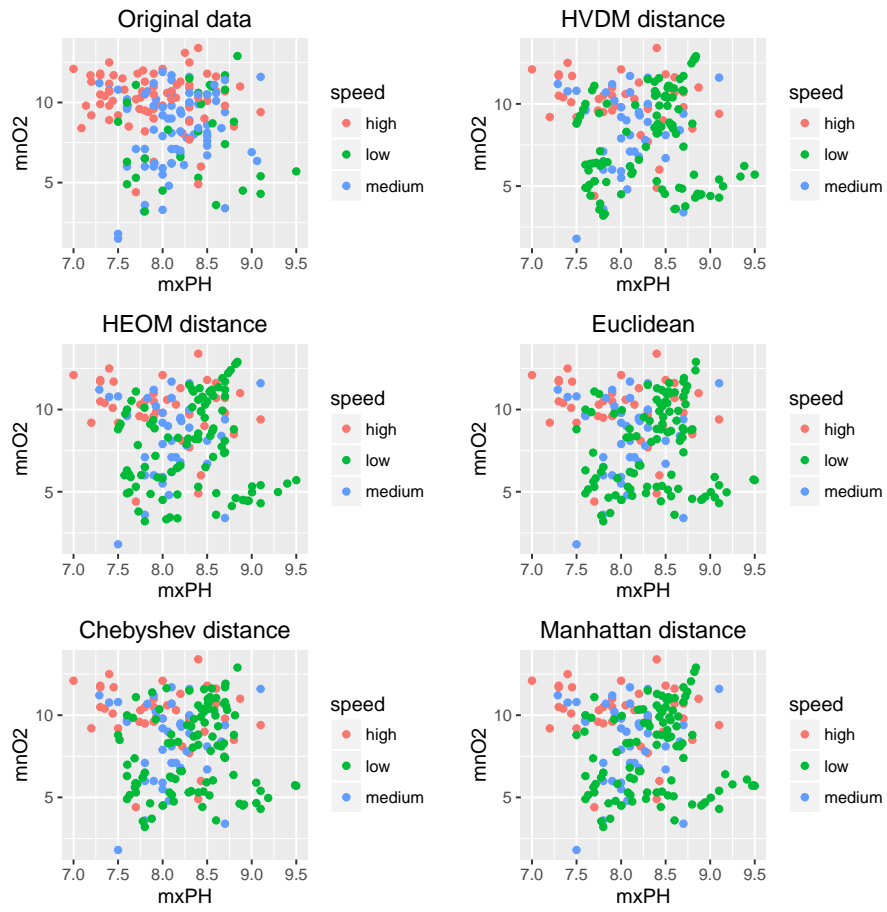 Original data
mnO2
10
5
7.0 7.5 8.0 8.5 9.0 9.5
mxPH
speed
high
low
medium
HVDM distance
mnO2
10
5
7.0 7.5 8.0 8.5 9.0 9.5
mxPH
speed
high
low
medium
HEOM distance
mnO2
10
5
7.0 7.5 8.0 8.5 9.0 9.5
mxPH
speed
high
low
medium
Euclidean
mnO2
10
5
7.0 7.5 8.0 8.5 9.0 9.5
mxPH
speed
high
low
medium
Chebyshev distance
mnO2
10
5
7.0 7.5 8.0 8.5 9.0 9.5
mxPH
speed
high
low
medium
Manhattan distance
mnO2
10
5
7.0 7.5 8.0 8.5 9.0 9.5
mxPH
speed
high
low
medium